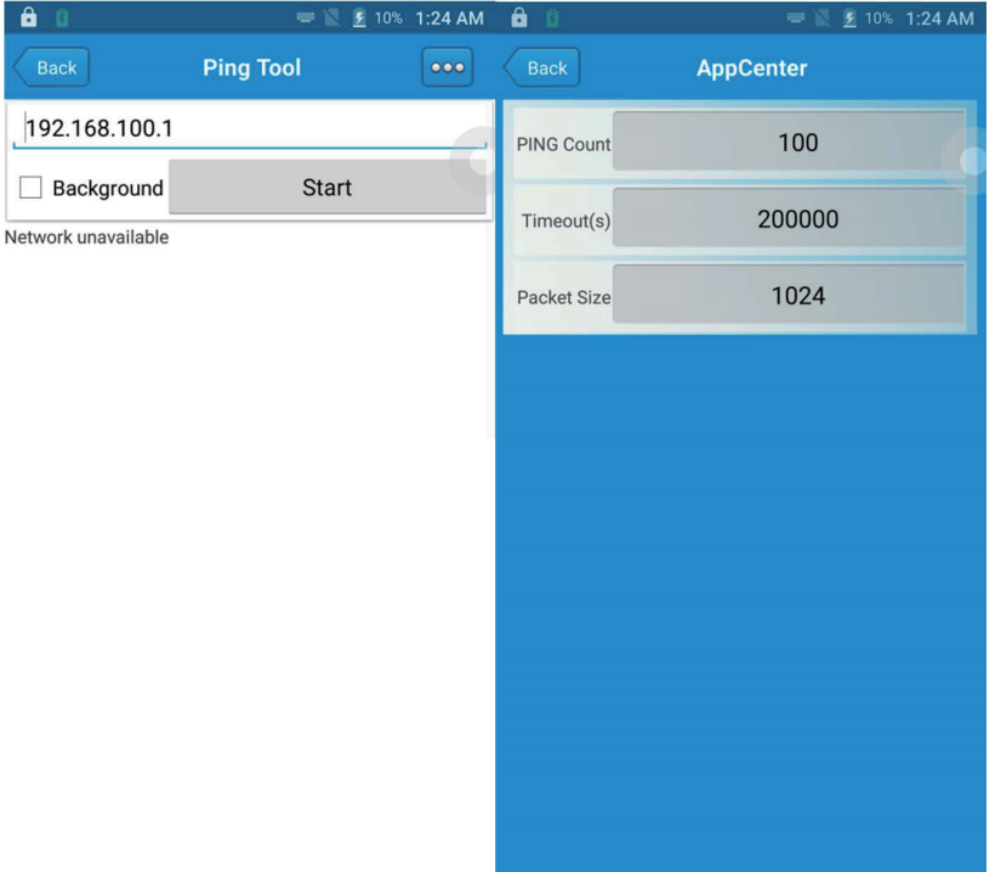 10% 1:24 AM
Back Ping Tool
192.168.100.1
Background Start
Network unavailable
10% 1:24 AM
Back AppCenter
PING Count 100
Timeout(s) 200000
Packet Size 1024